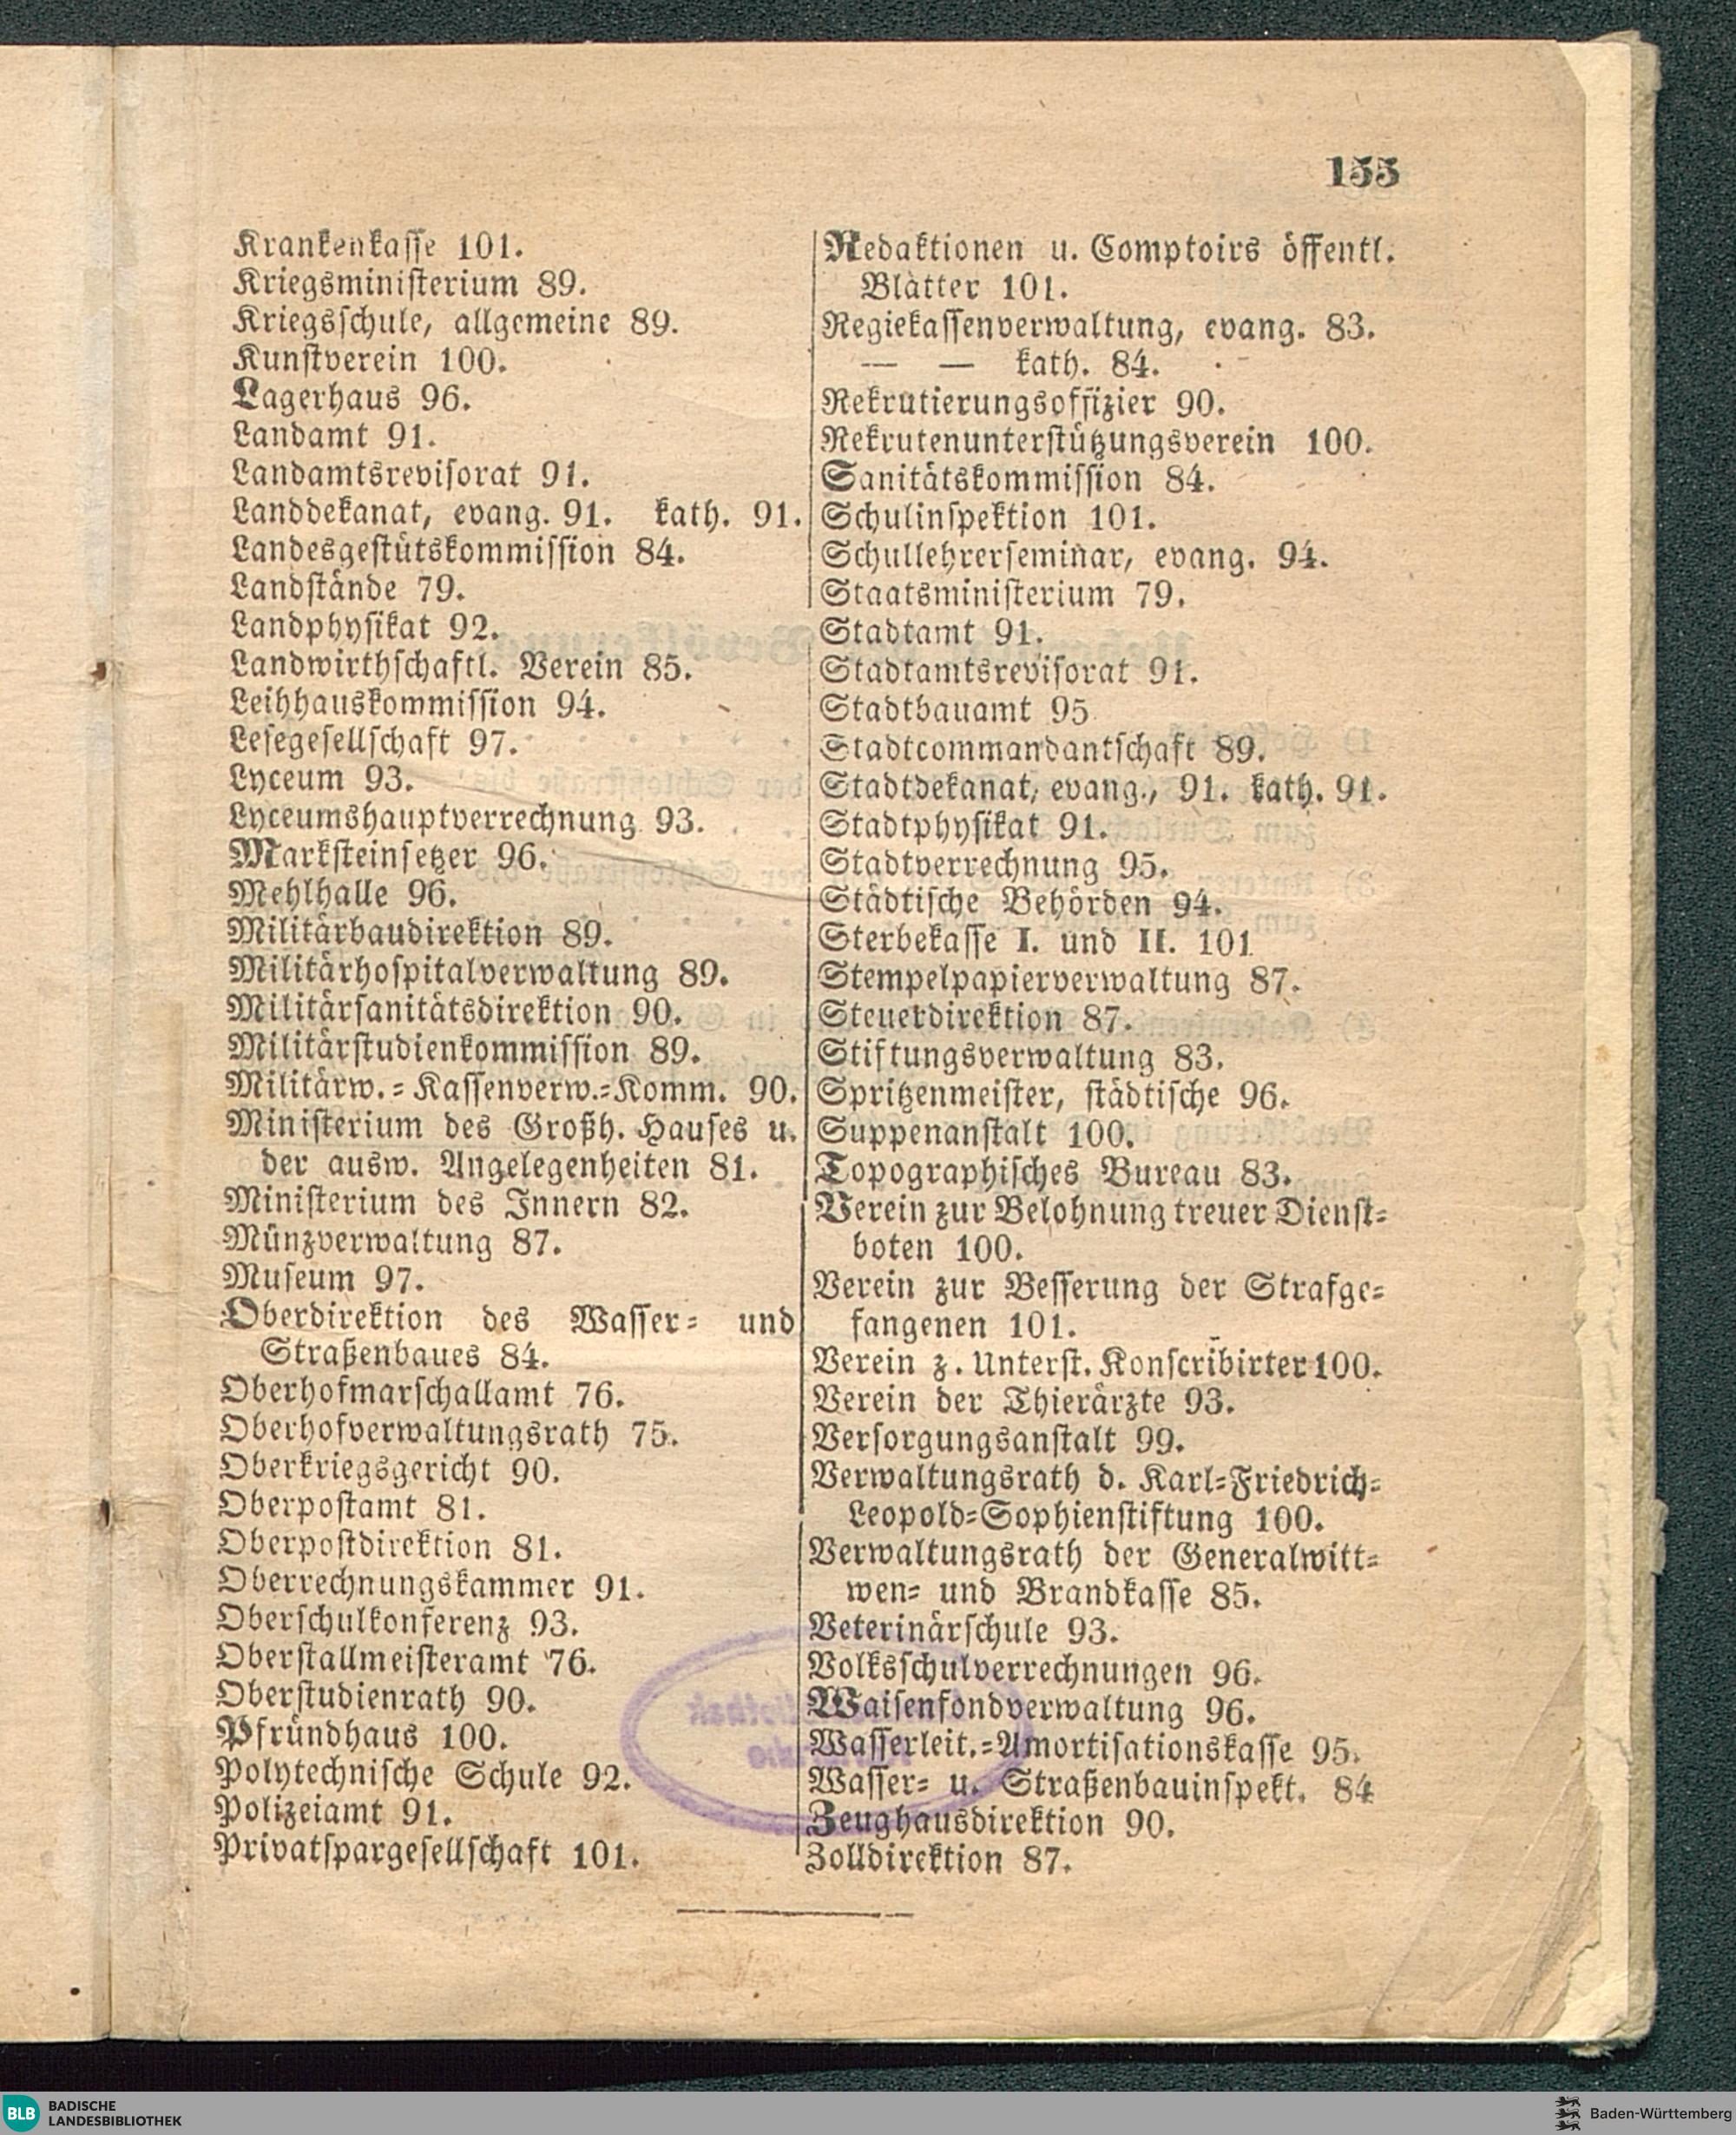 155
Krankenkasse 101.
Kriegsministerium 89.
Kriegsschule, allgemeine 89.
Kunstverein 100.
Lagerhaus 96.
Landamt 91.
Landamtsrevisorat 91.
Landdekanat, evang. 91. kath. 91.
Landesgestütskommission 84.
Landstände 79.
Landphysikat 92.
Landwirthschaftl. Verein 85.
Leihhauskommission 94.
Lesegesellschaft 97.
Lyceum 93.
Lyceumshauptverrechnung 93.
Marksteinsetzer 96.
Mehlhalle 96.
Militärbaudirektion 89.
Militärhospitalverwaltung 89.
Militärsanitätsdirektion 90.
Militärstudienkommission 89.
Militärw.-Kassenverw.-Komm. 90.
Ministerium des Großh. Hauses u.
der ausw. Angelegenheiten 81.
Ministerium des Innern 82.
Münzverwaltung 87.
Museum 97.
Oberdirektion des Wasser- und
Straßenbaues 84.
Oberhofmarschallamt 76.
Oberhofverwaltungsrath 75.
Oberkriegsgericht 90.
Oberpostamt 81.
Oberpostdirektion 81.
Oberrechnungskammer 91.
Oberschulkonferenz 93.
Oberstallmeisteramt 76.
Oberstudienrath 90.
Pfründhaus 100.
Polytechnische Schule 92.
Polizeiamt 91.
Privatspargesellschaft 101.
Redaktionen u. Comptoirs öffentl.
Blätter 101.
Regiekassenverwaltung, evang. 83.
— — kath. 84.
Rekrutierungsoffizier 90.
Rekrutenunterstützungsverein 100.
Sanitätskommission 84.
Schulinspektion 101.
Schullehrerseminar, evang. 94.
Staatsministerium 79.
Stadtamt 91.
Stadtamtsrevisorat 91.
Stadtbauamt 95
Stadtcommandantschaft 89.
Stadtdekanat, evang., 91. kath. 91.
Stadtphysikat 91.
Stadtverrechnung 95.
Städtische Behörden 94.
Sterbekasse I. und II. 101
Stempelpapierverwaltung 87.
Steuerdirektion 87.
Stiftungsverwaltung 83.
Spritzenmeister, städtische 96.
Suppenanstalt 100.
Topographisches Bureau 83.
Verein zur Belohnung treuer Dienst-
boten 100.
Verein zur Besserung der Strafge-
fangenen 101.
Verein z. Unterst. Konscribirter 100.
Verein der Thierärzte 93.
Versorgungsanstalt 99.
Verwaltungsrath d. Karl-Friedrich-
Leopold-Sophienstiftung 100.
Verwaltungsrath der Generalwitt-
wen- und Brandkasse 85.
Veterinärschule 93.
Volksschulverrechnungen 96.
Waisenfondverwaltung 96.
Wasserleit.-Amortisationskasse 95.
Wasser- u. Straßenbauinspekt. 84
Zeughausdirektion 90.
Zolldirektion 87.
BLB BADISCHE
LANDESBIBLIOTHEK
Baden-Württemberg